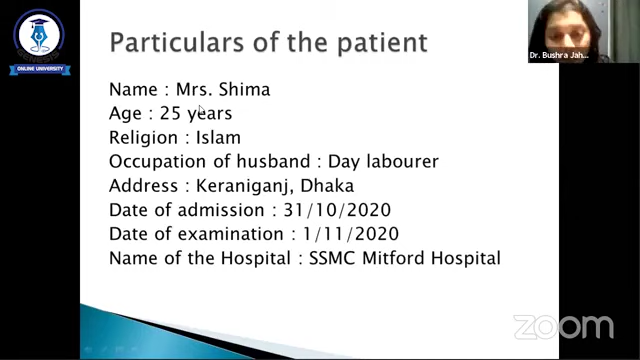 Particulars of the patient
Name : Mrs. Shima
Age : 25 years
Religion : Islam
Occupation of husband : Day labourer
Address : Keraniganj, Dhaka
Date of admission : 31/10/2020
Date of examination : 1/11/2020
Name of the Hospital : SSMC Mitford Hospital
Dr. Bushra Jah...
ONLINE UNIVERSITY
zoom